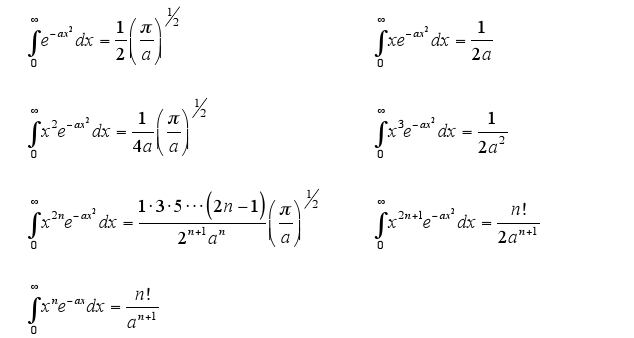 ∫₀^∞ e^(−ax²) dx = 1/2 (π/a)^½    ∫₀^∞ xe^(−ax²) dx = 1/(2a)
∫₀^∞ x²e^(−ax²) dx = 1/(4a) (π/a)^½    ∫₀^∞ x³e^(−ax²) dx = 1/(2a²)
∫₀^∞ x^(2n) e^(−ax²) dx = 1·3·5···(2n−1)/(2^(n+1) a^n) (π/a)^½    ∫₀^∞ x^(2n+1) e^(−ax²) dx = n!/(2a^(n+1))
∫₀^∞ x^n e^(−ax) dx = n!/a^(n+1)